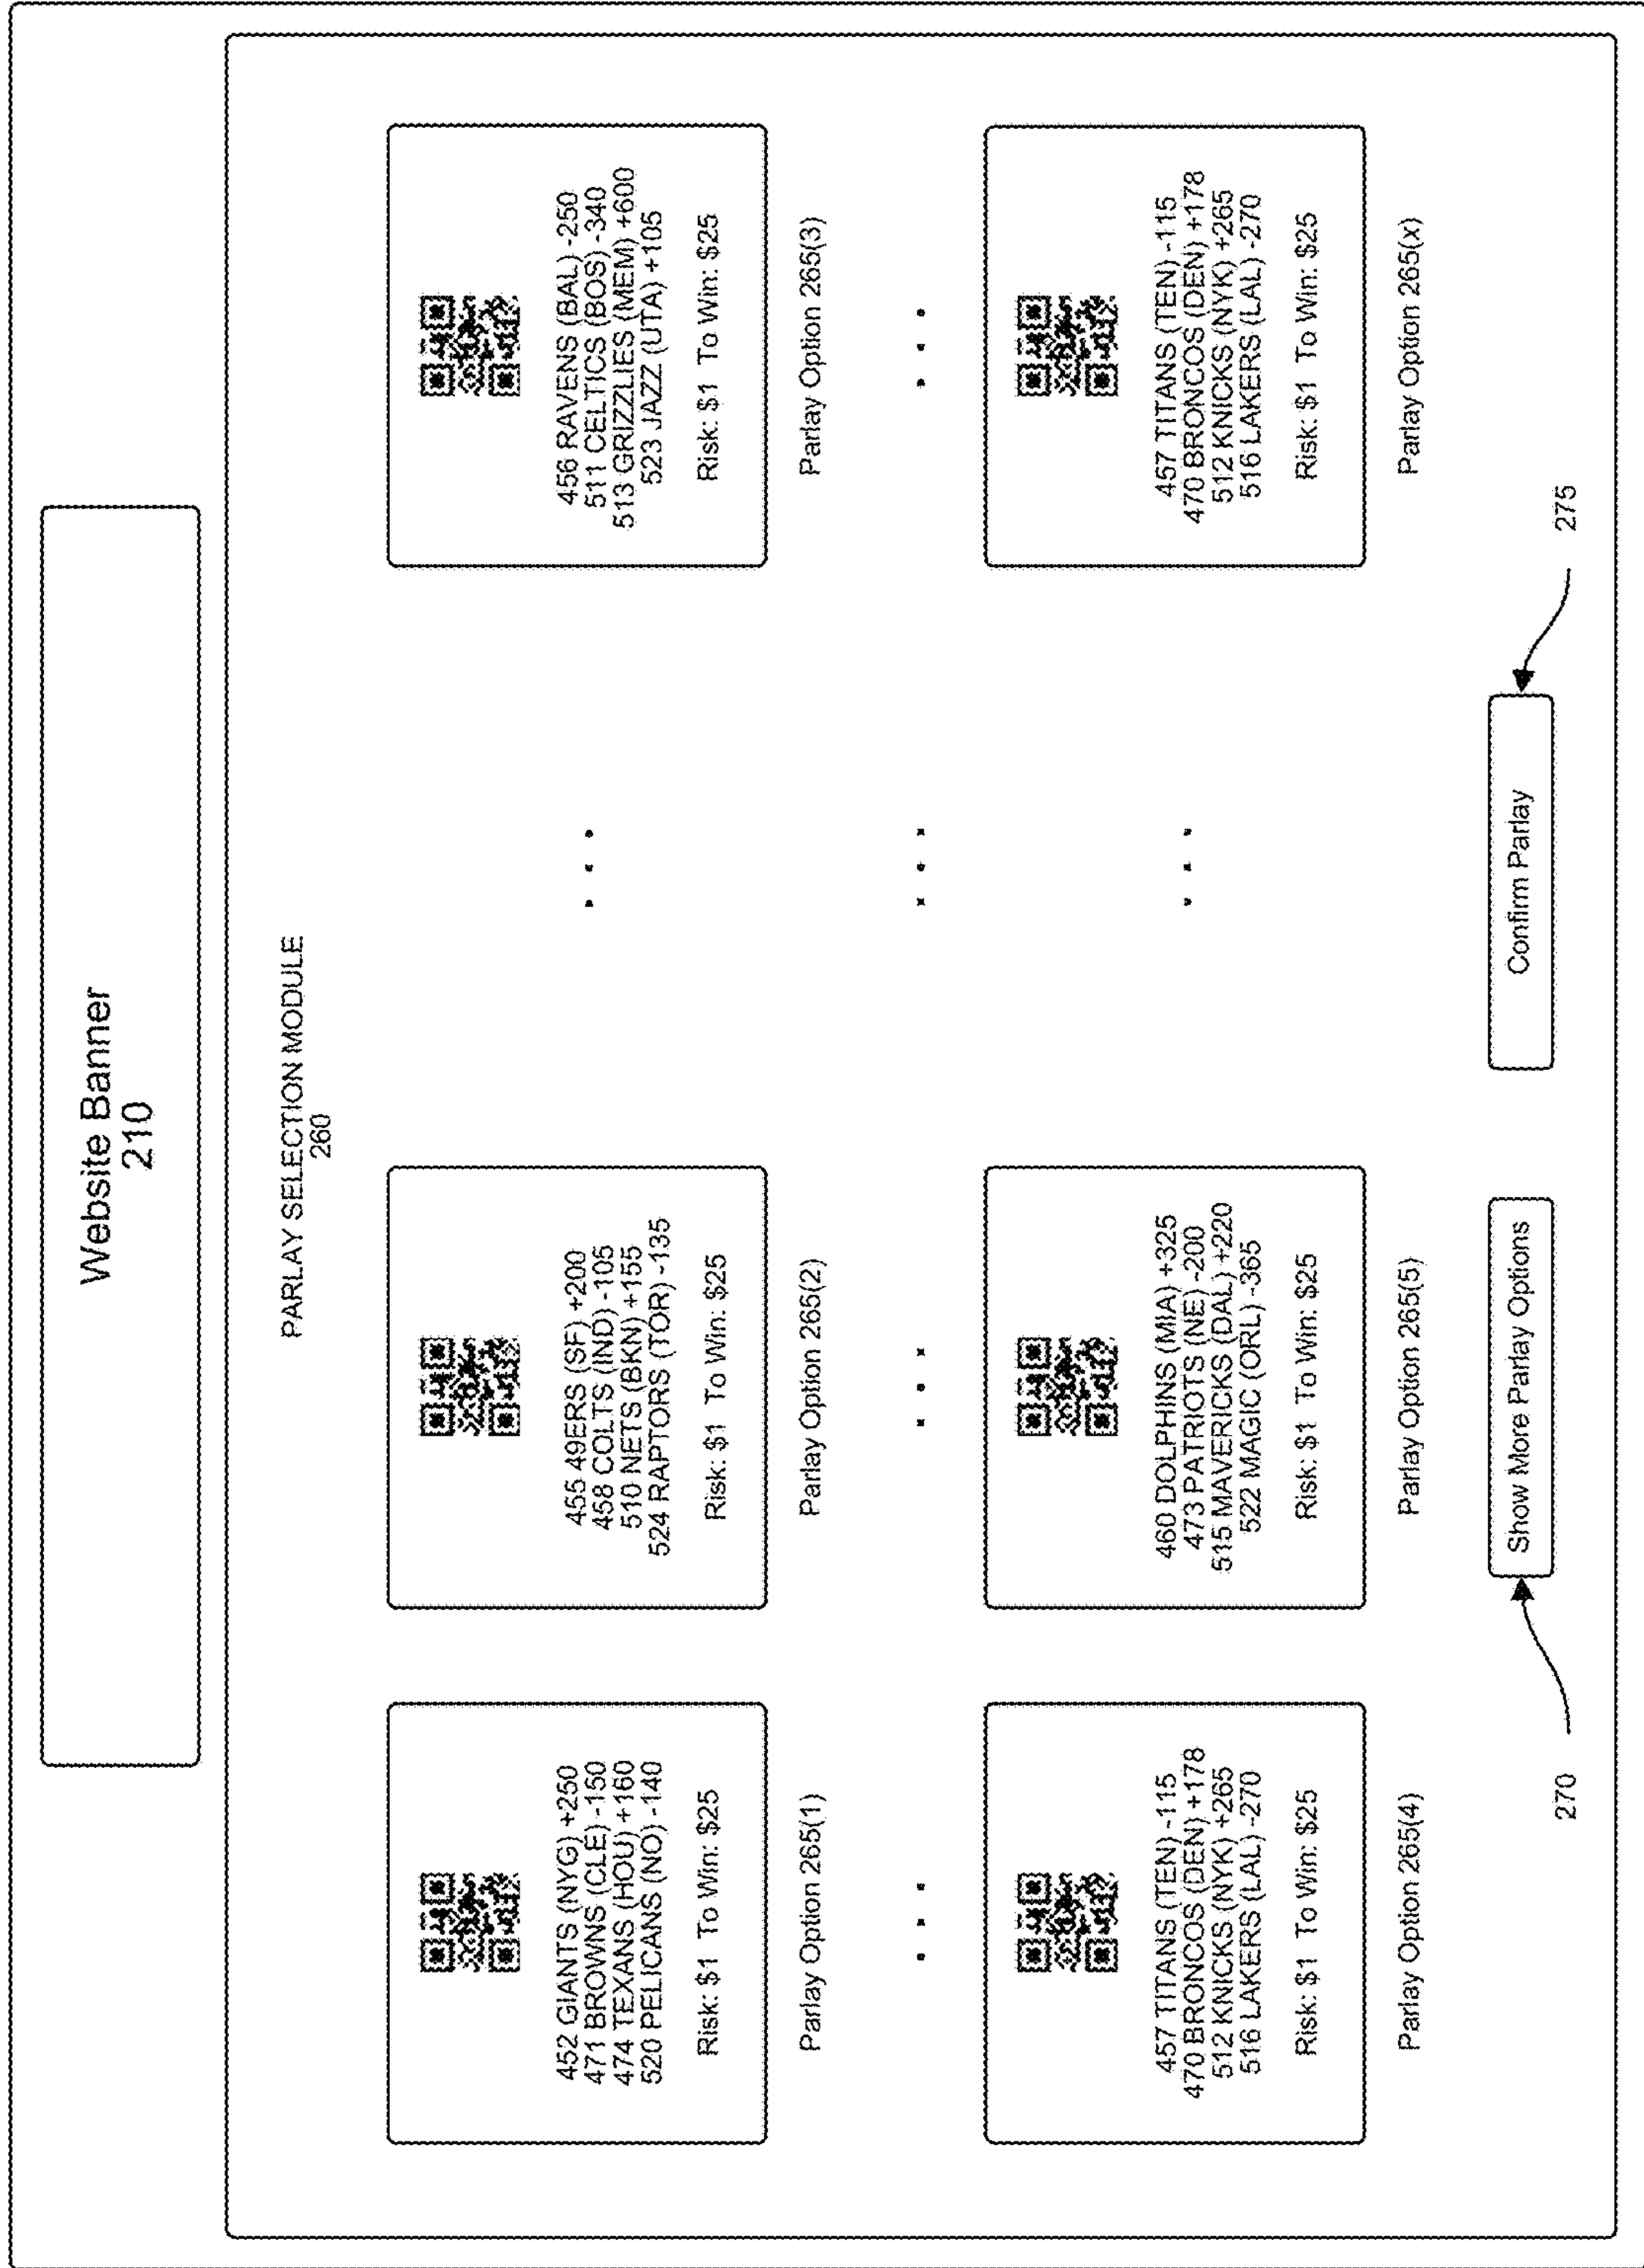 Website Banner
210
PARLAY SELECTION MODULE
260
452 GIANTS (NYG) +250
471 BROWNS (CLE) -150
474 TEXANS (HOU) +160
520 PELICANS (NO) -140
Risk: $1 To Win: $25
Parlay Option 265(1)
455 49ERS (SF) +200
458 COLTS (IND) -105
510 NETS (BKN) +155
524 RAPTORS (TOR) -135
Risk: $1 To Win: $25
Parlay Option 265(2)
456 RAVENS (BAL) -250
511 CELTICS (BOS) -340
513 GRIZZLIES (MEM) +600
523 JAZZ (UTA) +105
Risk: $1 To Win: $25
Parlay Option 265(3)
457 TITANS (TEN) -115
470 BRONCOS (DEN) +178
512 KNICKS (NYK) +265
516 LAKERS (LAL) -270
Risk: $1 To Win: $25
Parlay Option 265(4)
460 DOLPHINS (MIA) +325
473 PATRIOTS (NE) -200
515 MAVERICKS (DAL) +220
522 MAGIC (ORL) -365
Risk: $1 To Win: $25
Parlay Option 265(5)
457 TITANS (TEN) -115
470 BRONCOS (DEN) +178
512 KNICKS (NYK) +265
516 LAKERS (LAL) -270
Risk: $1 To Win: $25
Parlay Option 265(x)
Show More Parlay Options
Confirm Parlay
270
275